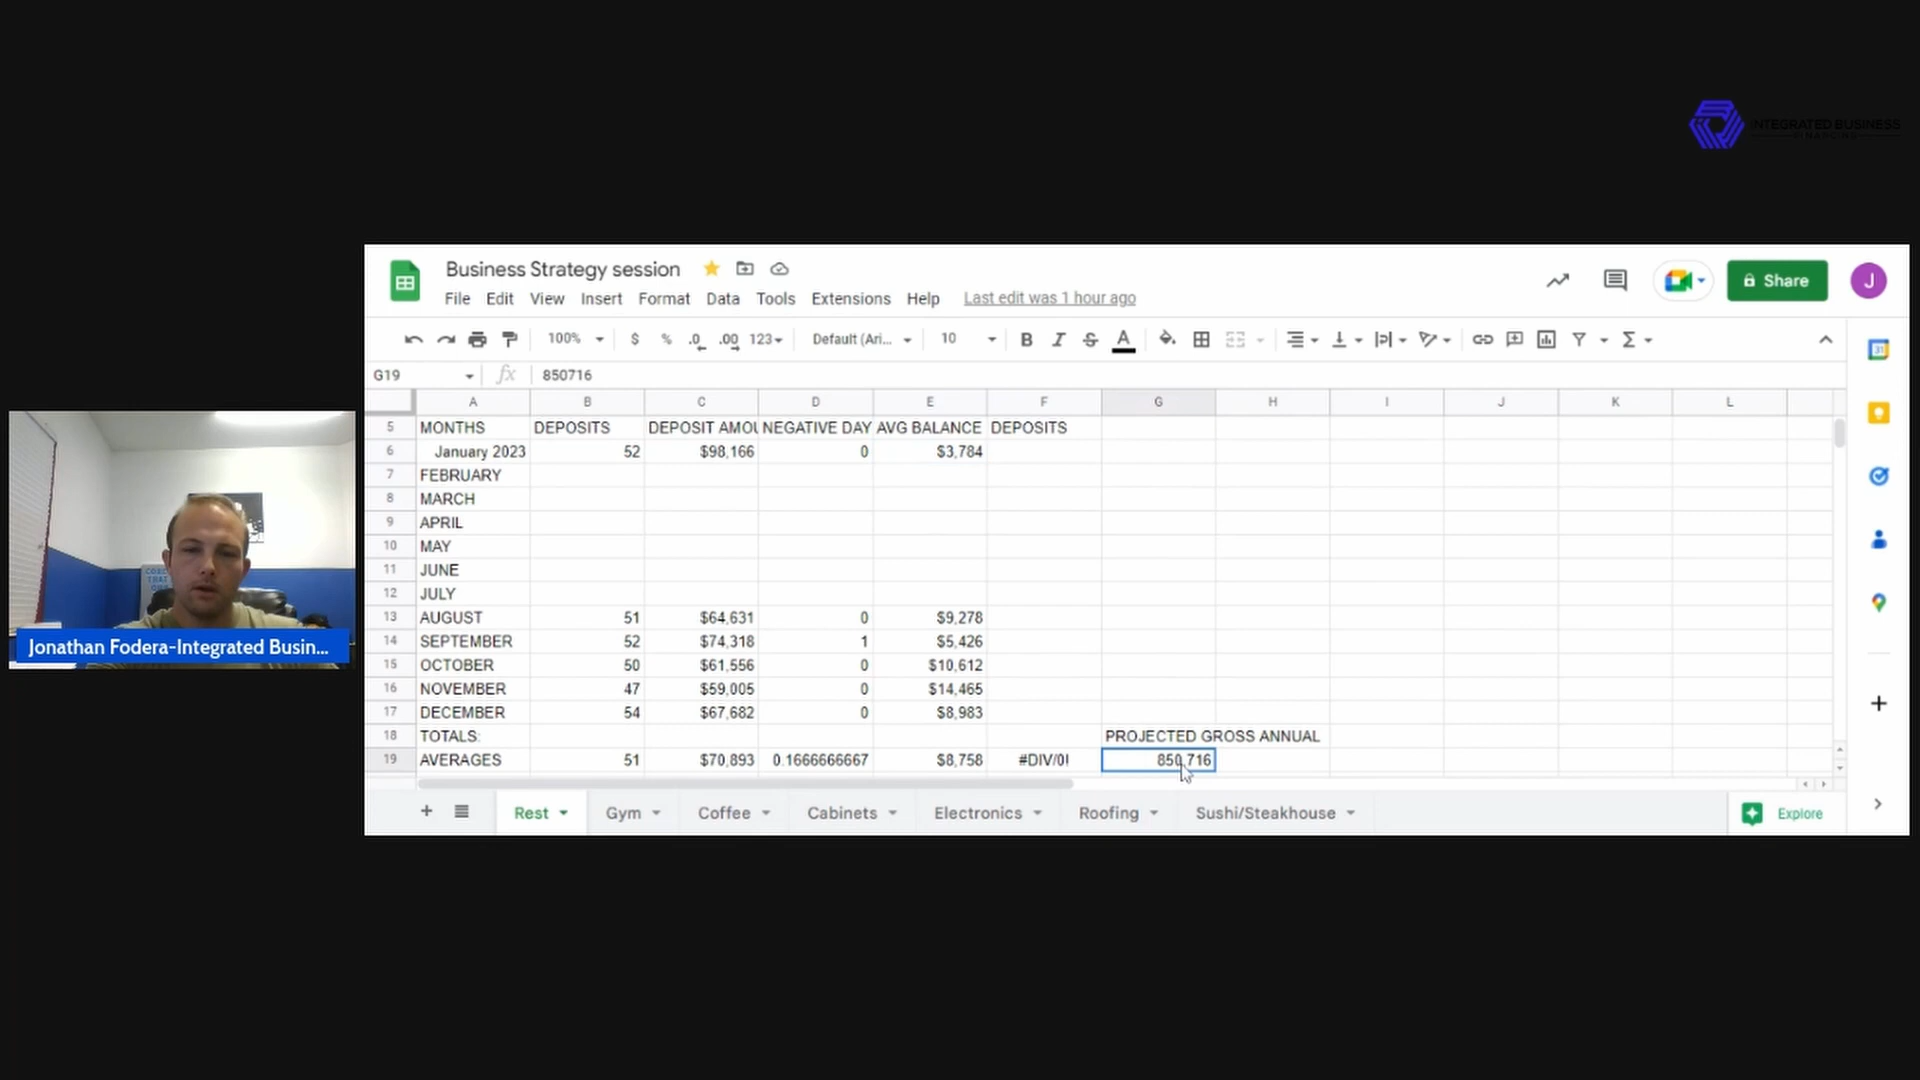 INTEGRATED BUSINESS
FINANCING
Business Strategy session
File Edit View Insert Format Data Tools Extensions Help Last edit was 1 hour ago
Share
J
100% $ % .0 .00 123 Default (Ari... 10 B I S A
G19 fx 850716
A B C D E F G H I J K L
5 MONTHS DEPOSITS DEPOSIT AMOU NEGATIVE DAY AVG BALANCE DEPOSITS
6 January 2023 52 $98,166 0 $3,784
7 FEBRUARY
8 MARCH
9 APRIL
10 MAY
11 JUNE
12 JULY
13 AUGUST 51 $64,631 0 $9,278
14 SEPTEMBER 52 $74,318 1 $5,426
15 OCTOBER 50 $61,556 0 $10,612
16 NOVEMBER 47 $59,005 0 $14,465
17 DECEMBER 54 $67,682 0 $8,983
18 TOTALS: PROJECTED GROSS ANNUAL
19 AVERAGES 51 $70,893 0.1666666667 $8,758 #DIV/0! 850,716
Rest Gym Coffee Cabinets Electronics Roofing Sushi/Steakhouse Explore
31
Jonathan Fodera-Integrated Busin...